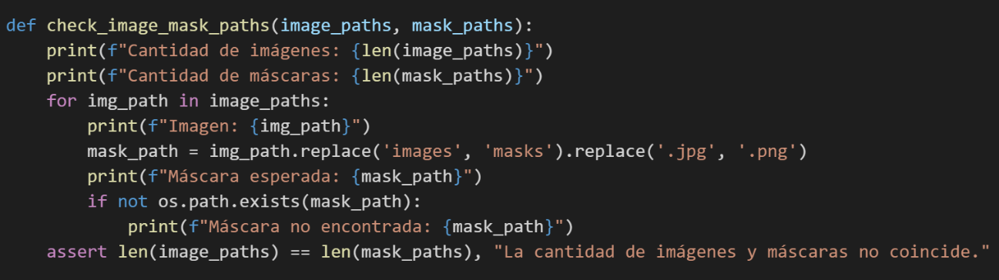 def check_image_mask_paths(image_paths, mask_paths):
    print(f"Cantidad de imágenes: {len(image_paths)}")
    print(f"Cantidad de máscaras: {len(mask_paths)}")
    for img_path in image_paths:
        print(f"Imagen: {img_path}")
        mask_path = img_path.replace('images', 'masks').replace('.jpg', '.png')
        print(f"Máscara esperada: {mask_path}")
        if not os.path.exists(mask_path):
            print(f"Máscara no encontrada: {mask_path}")
    assert len(image_paths) == len(mask_paths), "La cantidad de imágenes y máscaras no coincide."